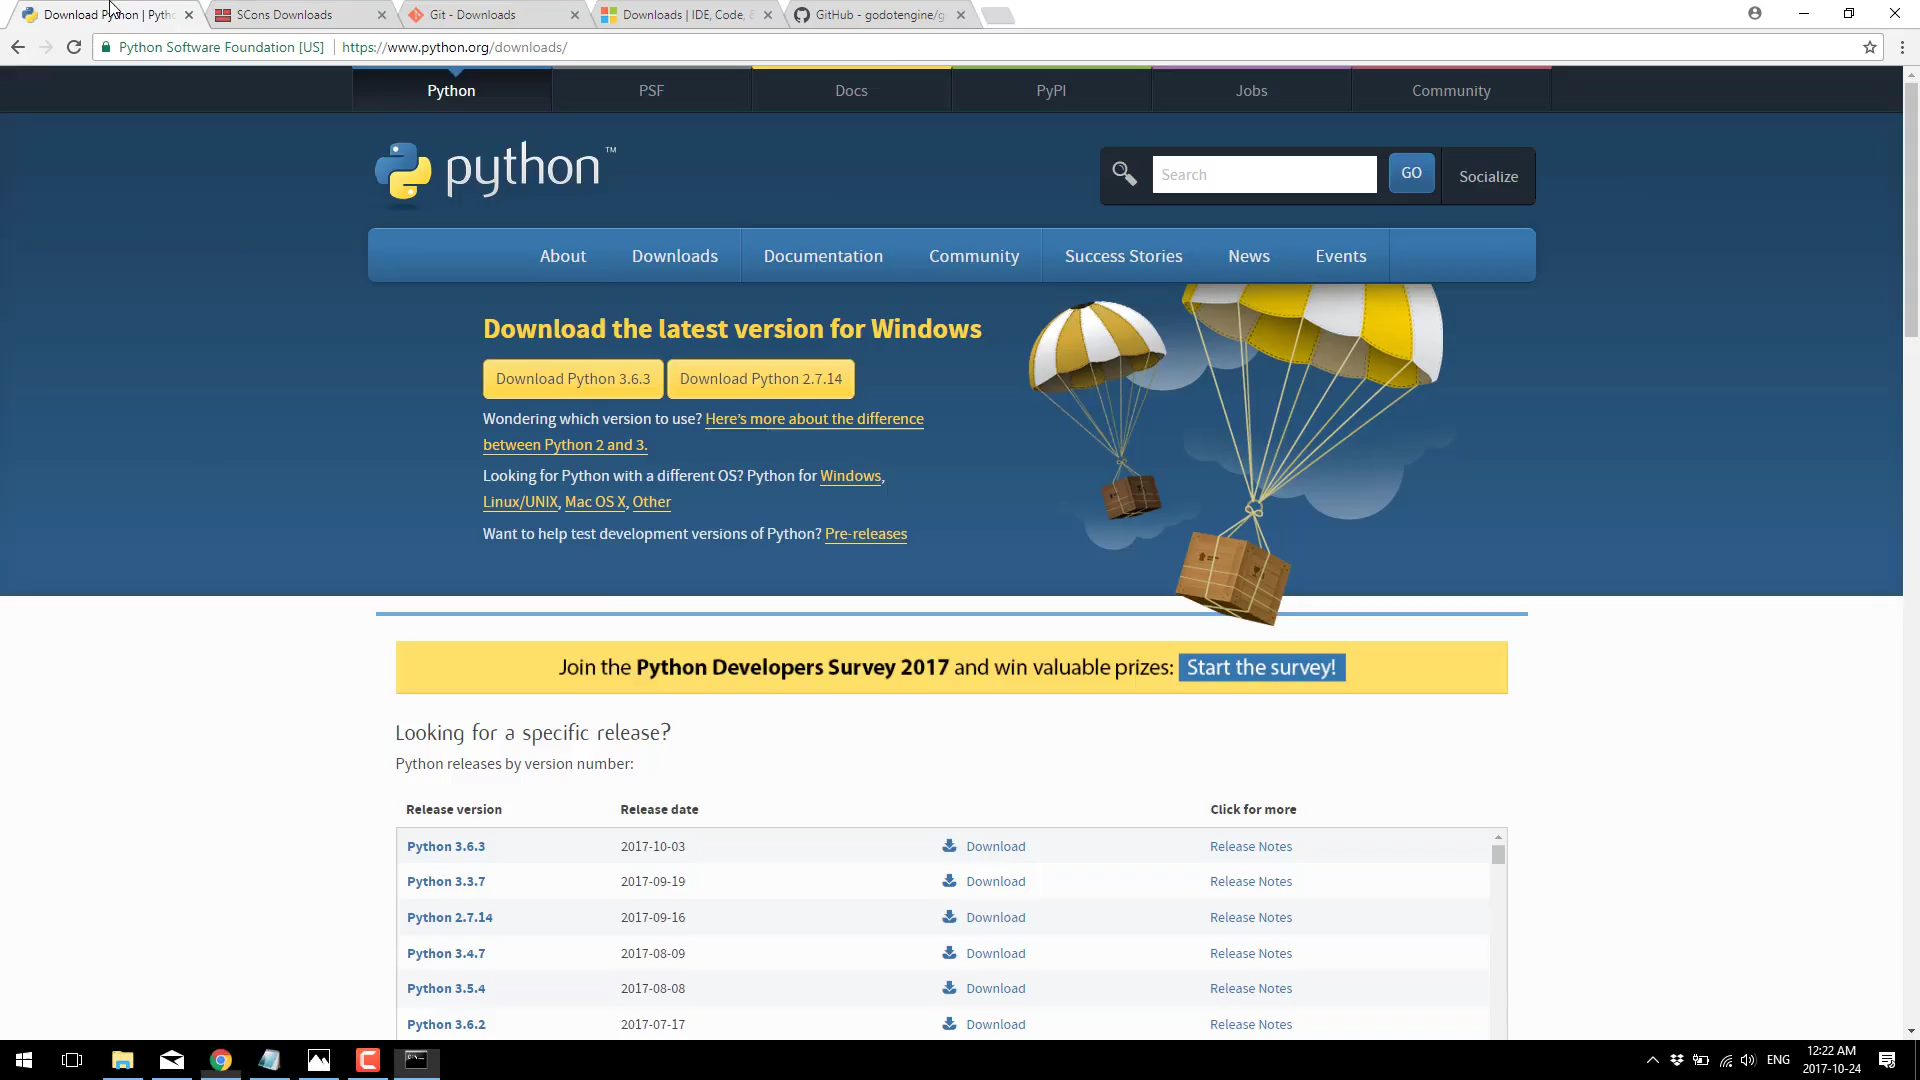 Download Python | Pytho
SCons Downloads
Git - Downloads
Downloads | IDE, Code,
GitHub - godotengine/g
Python Software Foundation [US]
https://www.python.org/downloads/
Python
PSF
Docs
PyPI
Jobs
Community
python™
Search
GO
Socialize
About
Downloads
Documentation
Community
Success Stories
News
Events
Download the latest version for Windows
Download Python 3.6.3
Download Python 2.7.14
Wondering which version to use? Here's more about the difference
between Python 2 and 3.
Looking for Python with a different OS? Python for Windows,
Linux/UNIX, Mac OS X, Other
Want to help test development versions of Python? Pre-releases
Join the Python Developers Survey 2017 and win valuable prizes: Start the survey!
Looking for a specific release?
Python releases by version number:
Release version Release date Click for more
Python 3.6.3 2017-10-03 Download Release Notes
Python 3.3.7 2017-09-19 Download Release Notes
Python 2.7.14 2017-09-16 Download Release Notes
Python 3.4.7 2017-08-09 Download Release Notes
Python 3.5.4 2017-08-08 Download Release Notes
Python 3.6.2 2017-07-17 Download Release Notes
ENG
12:22 AM
2017-10-24